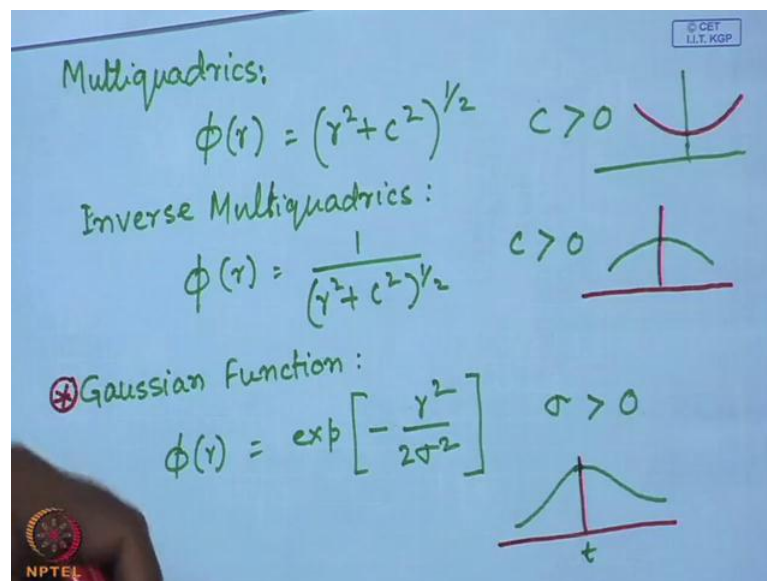 © CET
I.I.T. KGP
Multiquadrics:
φ(r) = (r² + c²)^1/2 c > 0
Inverse Multiquadrics:
φ(r) = 1 / (r² + c²)^1/2 c > 0
* Gaussian Function:
φ(r) = exp [ - r² / 2σ² ] σ > 0
t
NPTEL